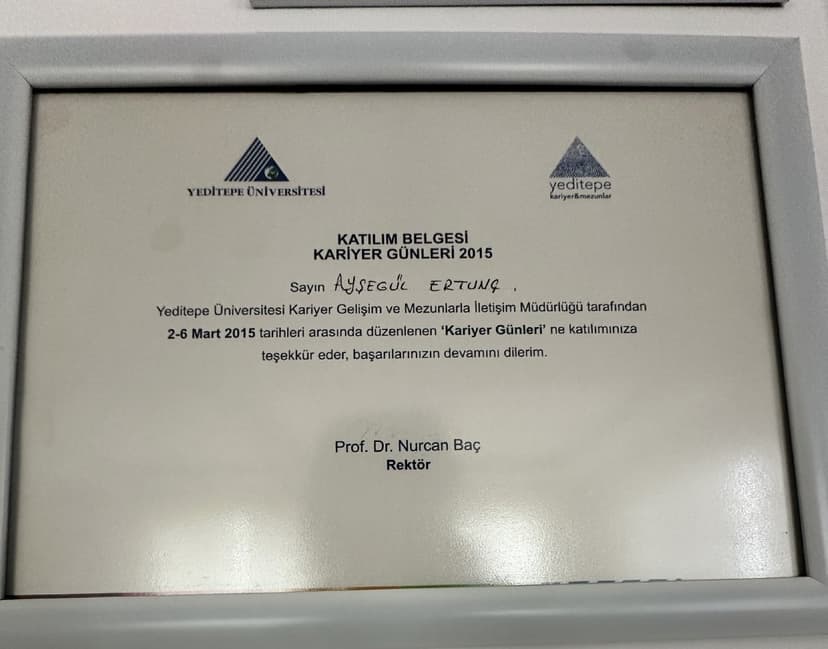 YEDİTEPE ÜNİVERSİTESİ
yeditepe
kariyer&mezunlar
KATILIM BELGESİ
KARİYER GÜNLERİ 2015
Sayın AYŞEGÜL ERTUNÇ ,
Yeditepe Üniversitesi Kariyer Gelişim ve Mezunlarla İletişim Müdürlüğü tarafından
2-6 Mart 2015 tarihleri arasında düzenlenen ‘Kariyer Günleri’ ne katılımınıza
teşekkür eder, başarılarınızın devamını dilerim.
Prof. Dr. Nurcan Baç
Rektör